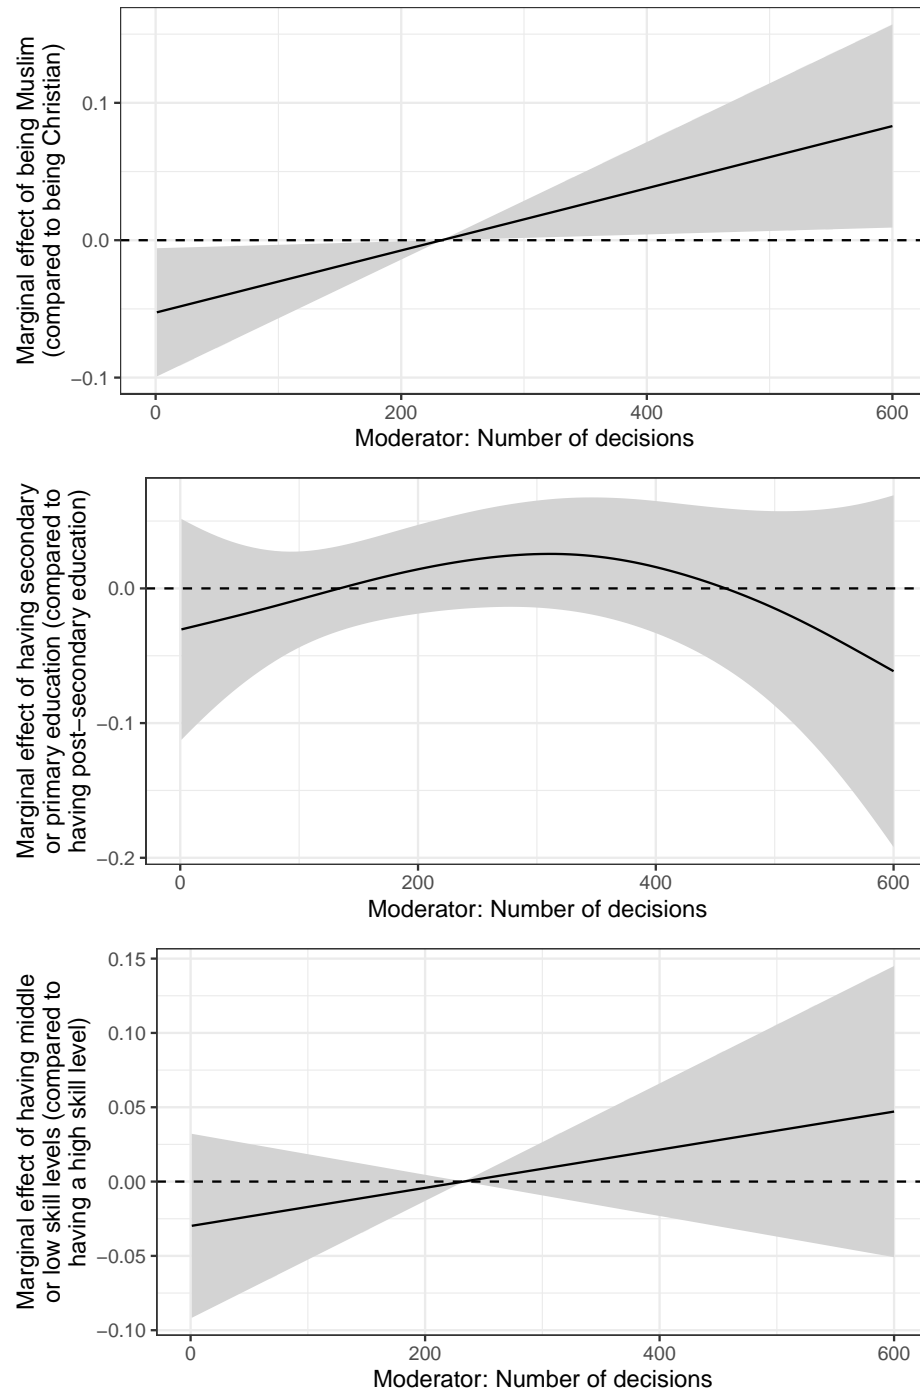 Marginal effect of being Muslim
(compared to being Christian)
0.1
0.0
−0.1
0
200
400
600
Moderator: Number of decisions
Marginal effect of having secondary
or primary education (compared to
having post−secondary education)
0.0
−0.1
−0.2
0
200
400
600
Moderator: Number of decisions
Marginal effect of having middle
or low skill levels (compared to
having a high skill level)
0.15
0.10
0.05
0.00
−0.05
−0.10
0
200
400
600
Moderator: Number of decisions